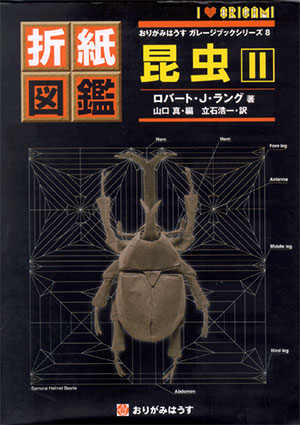 I ♥ ORIGAMI
折紙
図鑑
おりがみはうす ガレージブックシリーズ 8
昆虫 II
ロバート・J・ラング 著
山口 真・編 立石浩一・訳
Horn
Horn
Fore leg
Antenna
Middle leg
Hind leg
Samurai Helmet Beetle
Abdomen
おりがみはうす